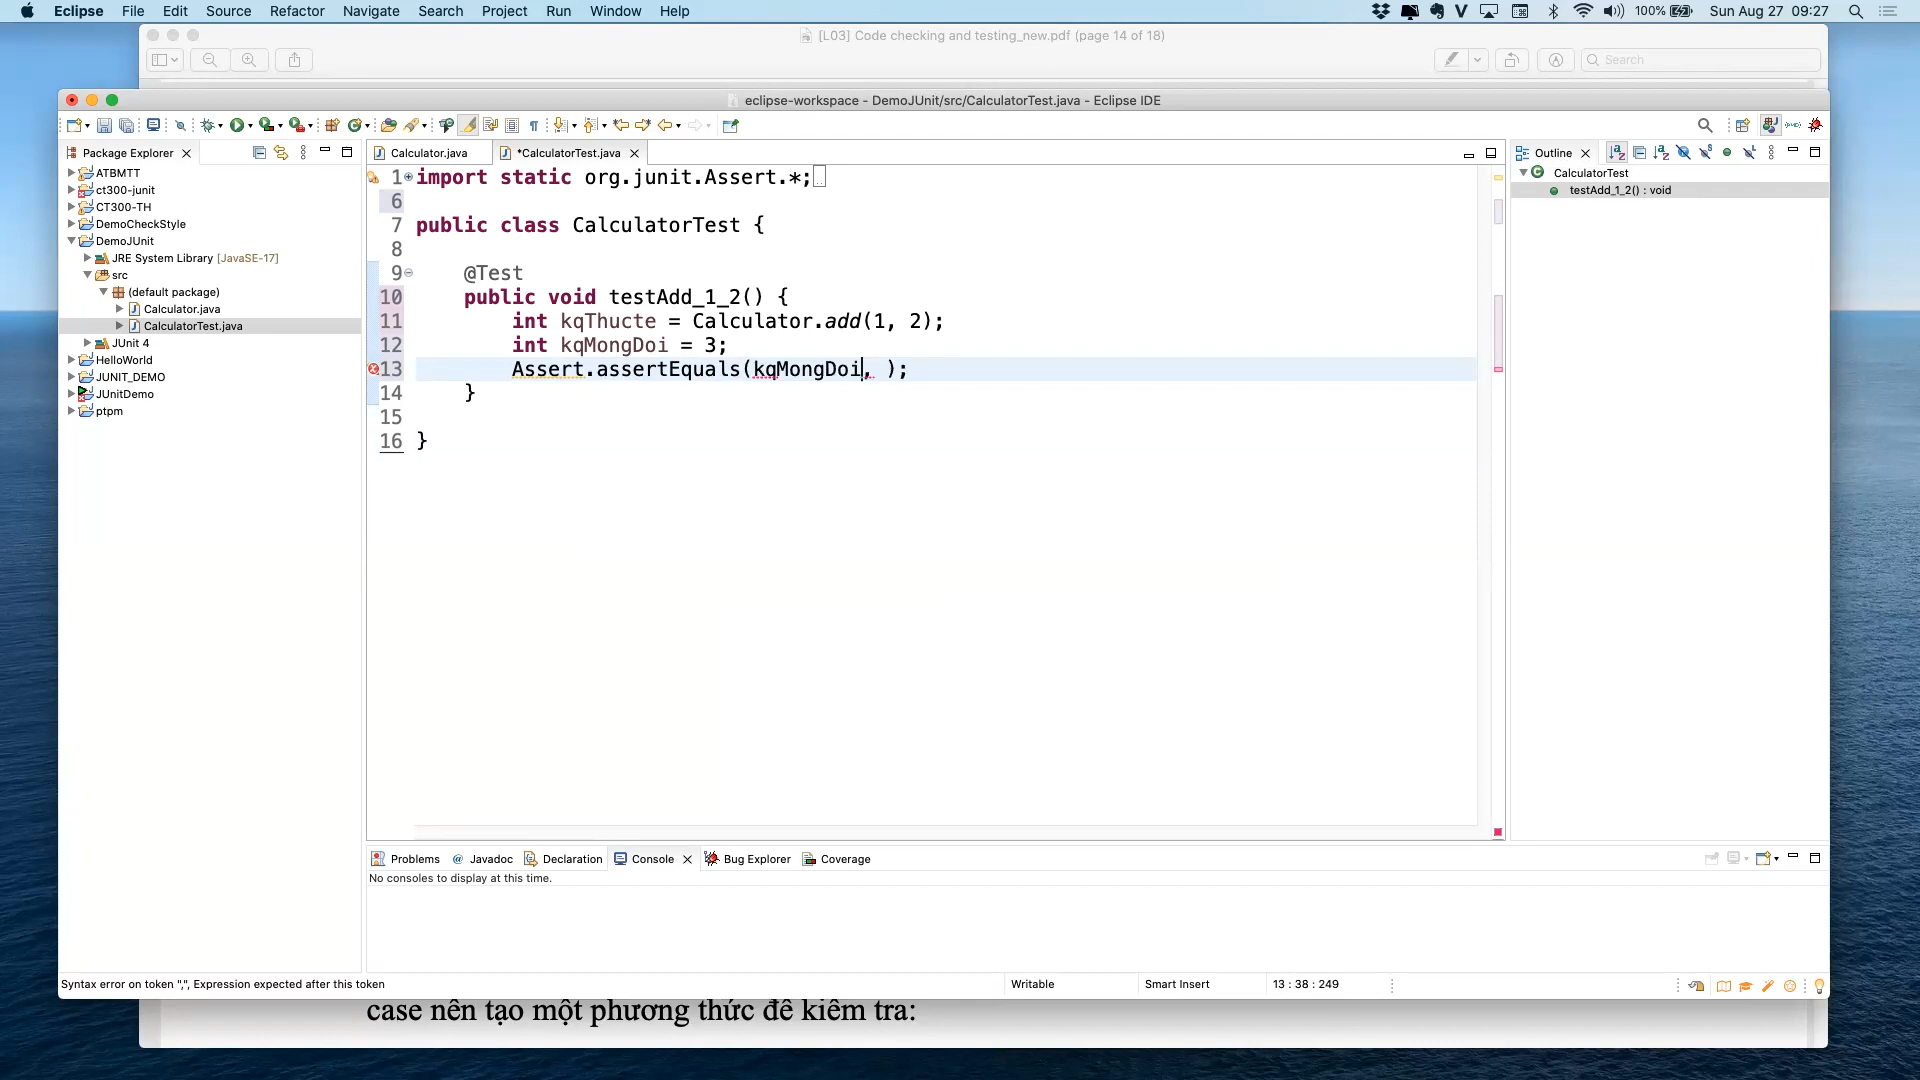 Eclipse File Edit Source Refactor Navigate Search Project Run Window Help
100% Sun Aug 27 09:27
[L03] Code checking and testing_new.pdf (page 14 of 18)
Search
eclipse-workspace - DemoJUnit/src/CalculatorTest.java - Eclipse IDE
Package Explorer
ATBMTT
ct300-junit
CT300-TH
DemoCheckStyle
DemoJUnit
JRE System Library [JavaSE-17]
src
(default package)
Calculator.java
CalculatorTest.java
JUnit 4
HelloWorld
JUNIT_DEMO
JUnitDemo
ptpm
Calculator.java *CalculatorTest.java
1 import static org.junit.Assert.*;
6
7 public class CalculatorTest {
8
9 @Test
10 public void testAdd_1_2() {
11 int kqThucte = Calculator.add(1, 2);
12 int kqMongDoi = 3;
13 Assert.assertEquals(kqMongDoi, );
14 }
15
16 }
Outline
CalculatorTest
testAdd_1_2() : void
Problems @ Javadoc Declaration Console Bug Explorer Coverage
No consoles to display at this time.
Syntax error on token ",", Expression expected after this token
Writable
Smart Insert
13 : 38 : 249
case nên tạo một phương thức để kiểm tra: